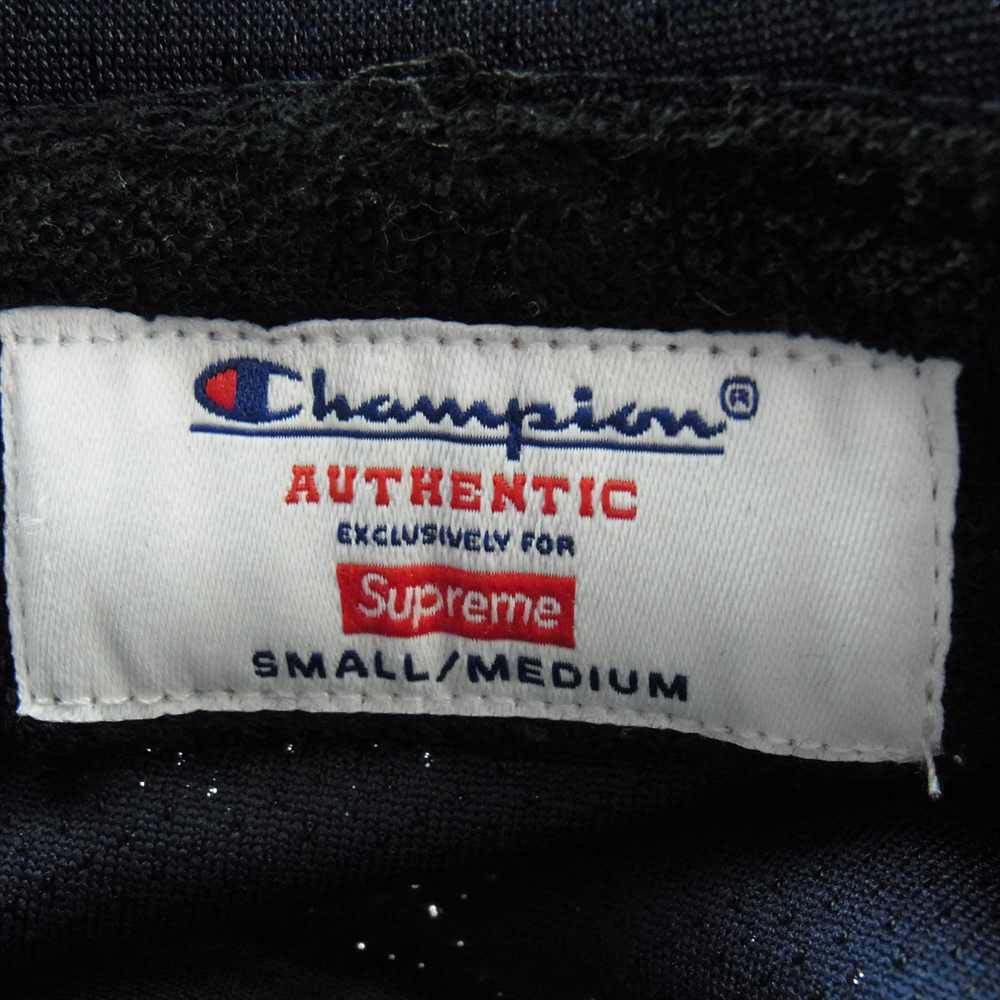 Champion®
AUTHENTIC
EXCLUSIVELY FOR
Supreme
SMALL/MEDIUM